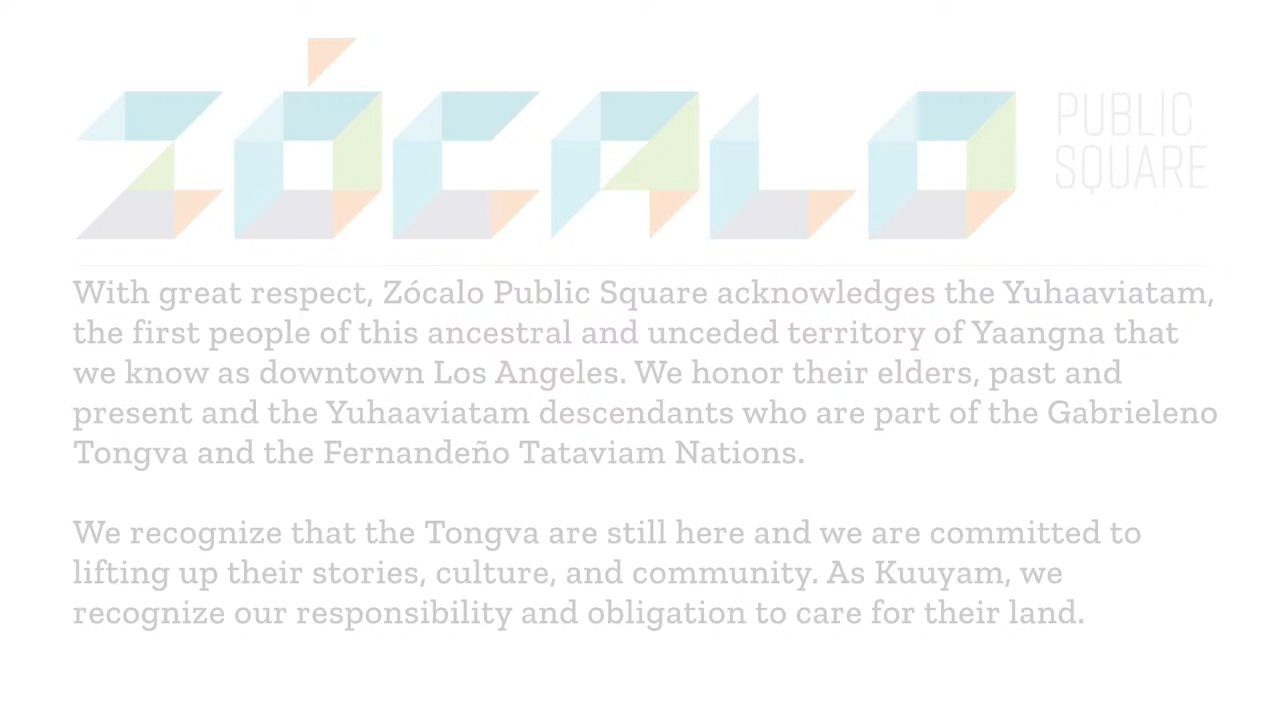 ZÓCALO
PUBLIC
SQUARE
With great respect, Zócalo Public Square acknowledges the Yuhaaviatam,
the first people of this ancestral and unceded territory of Yaangna that
we know as downtown Los Angeles. We honor their elders, past and
present and the Yuhaaviatam descendants who are part of the Gabrieleno
Tongva and the Fernandeño Tataviam Nations.
We recognize that the Tongva are still here and we are committed to
lifting up their stories, culture, and community. As Kuuyam, we
recognize our responsibility and obligation to care for their land.